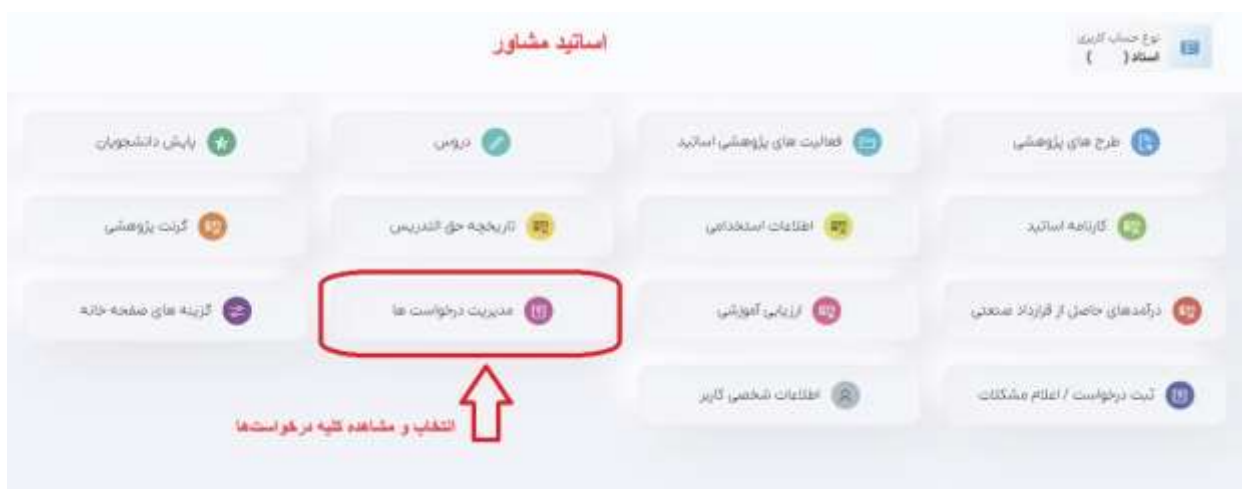 اساتید مشاور
نوع حساب کاربری
استاد ( )
طرح های پژوهشی
فعالیت های پژوهشی اساتید
دروس
پایش دانشجویان
کارنامه اساتید
اطلاعات استخدامی
تاریخچه حق التدریس
گرنت پژوهشی
درآمدهای حاصل از قرارداد صنعتی
ارزیابی آموزشی
مدیریت درخواست ها
گزینه های صفحه خانه
ثبت درخواست / اعلام مشکلات
اطلاعات شخصی کاربر
انتخاب و مشاهده کلیه درخواست‌ها